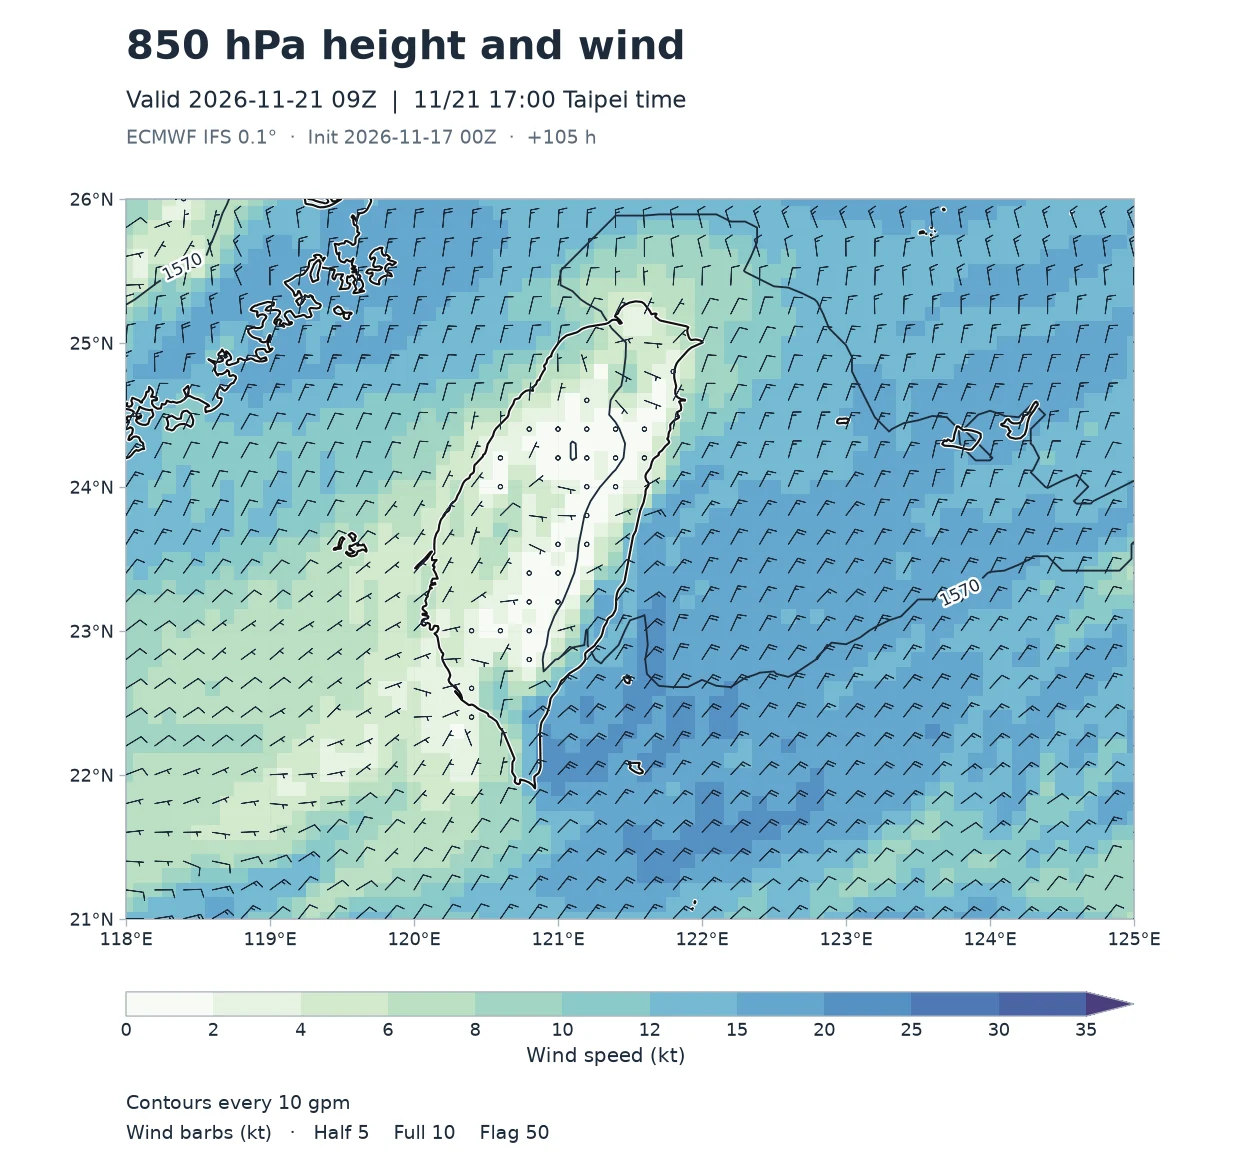 850 hPa height and wind
Valid 2026-11-21 09Z | 11/21 17:00 Taipei time
ECMWF IFS 0.1° · Init 2026-11-17 00Z · +105 h
26°N
1570
25°N
24°N
1570
23°N
22°N
21°N
118°E 119°E 120°E 121°E 122°E 123°E 124°E 125°E
0 2 4 6 8 10 12 15 20 25 30 35
Wind speed (kt)
Contours every 10 gpm
Wind barbs (kt) · Half 5 Full 10 Flag 50